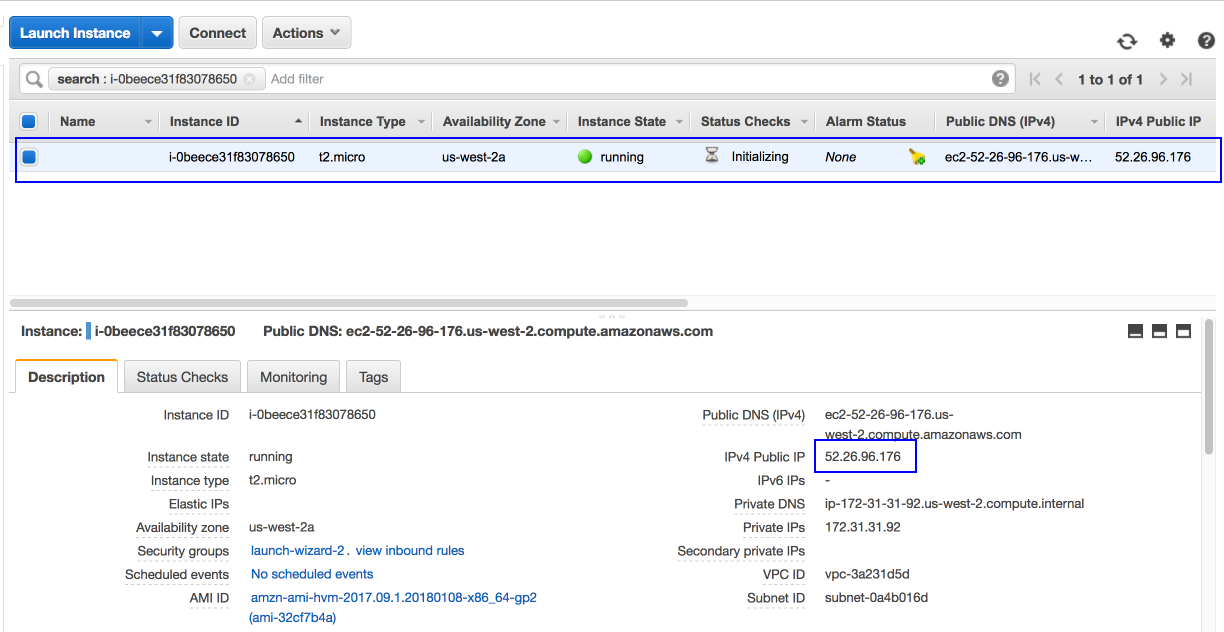 Launch Instance Connect Actions
search : i-0beece31f83078650 Add filter 1 to 1 of 1
Name Instance ID Instance Type Availability Zone Instance State Status Checks Alarm Status Public DNS (IPv4) IPv4 Public IP
i-0beece31f83078650 t2.micro us-west-2a running Initializing None ec2-52-26-96-176.us-w... 52.26.96.176
Instance: i-0beece31f83078650 Public DNS: ec2-52-26-96-176.us-west-2.compute.amazonaws.com
Description Status Checks Monitoring Tags
Instance ID i-0beece31f83078650 Public DNS (IPv4) ec2-52-26-96-176.us-
west-2.compute.amazonaws.com
Instance state running IPv4 Public IP 52.26.96.176
Instance type t2.micro IPv6 IPs -
Elastic IPs Private DNS ip-172-31-31-92.us-west-2.compute.internal
Availability zone us-west-2a Private IPs 172.31.31.92
Security groups launch-wizard-2 . view inbound rules Secondary private IPs
Scheduled events No scheduled events VPC ID vpc-3a231d5d
AMI ID amzn-ami-hvm-2017.09.1.20180108-x86_64-gp2 Subnet ID subnet-0a4b016d
(ami-32cf7b4a)